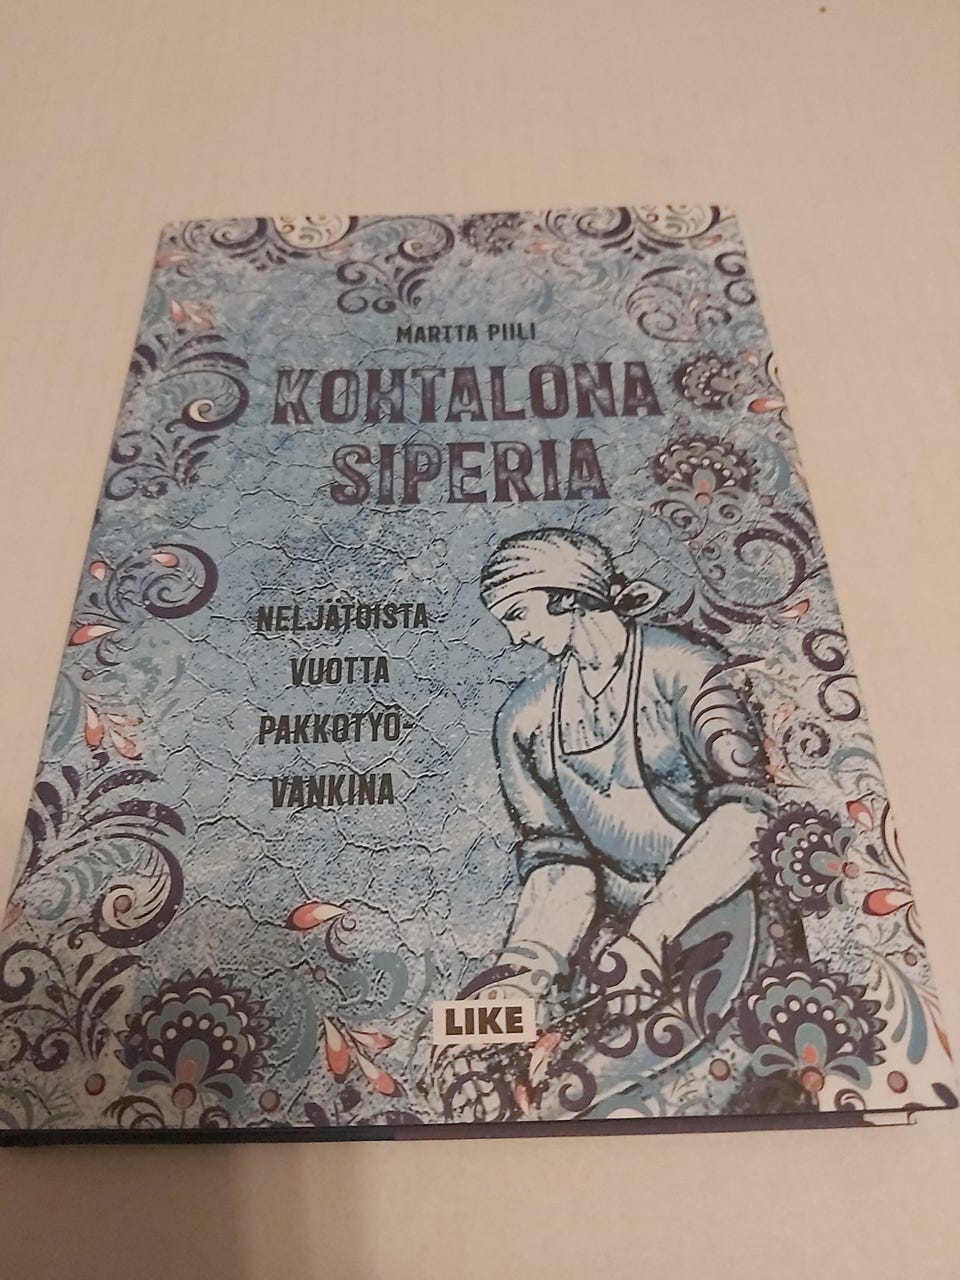 MARTTA PIILI
KOHTALONA
SIPERIA
NELJÄTOISTA
VUOTTA
PAKKOTYÖ-
VANKINA
LIKE